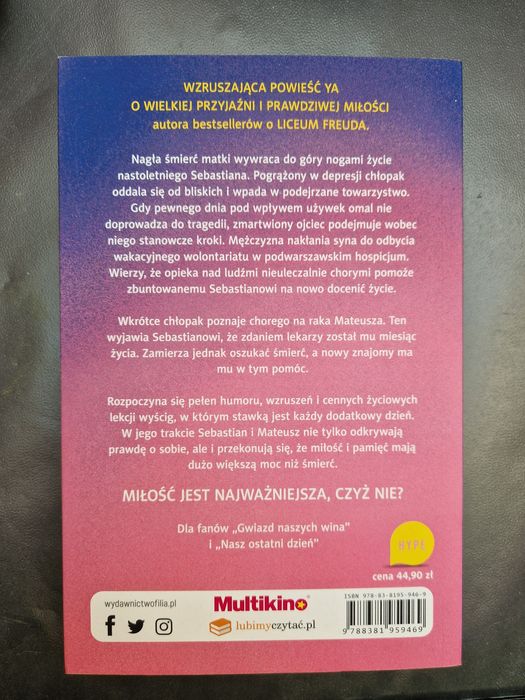 WZRUSZAJĄCA POWIEŚĆ YA
O WIELKIEJ PRZYJAŹNI I PRAWDZIWEJ MIŁOŚCI
autora bestsellerów o LICEUM FREUDA.
Nagła śmierć matki wywraca do góry nogami życie
nastoletniego Sebastiana. Pogrążony w depresji chłopak
oddala się od bliskich i wpada w podejrzane towarzystwo.
Gdy pewnego dnia pod wpływem używek omal nie
doprowadza do tragedii, zmartwiony ojciec podejmuje wobec
niego stanowcze kroki. Mężczyzna nakłania syna do odbycia
wakacyjnego wolontariatu w podwarszawskim hospicjum.
Wierzy, że opieka nad ludźmi nieuleczalnie chorymi pomoże
zbuntowanemu Sebastianowi na nowo docenić życie.
Wkrótce chłopak poznaje chorego na raka Mateusza. Ten
wyjawia Sebastianowi, że zdaniem lekarzy został mu miesiąc
życia. Zamierza jednak oszukać śmierć, a nowy znajomy ma
mu w tym pomóc.
Rozpoczyna się pełen humoru, wzruszeń i cennych życiowych
lekcji wyścig, w którym stawką jest każdy dodatkowy dzień.
W jego trakcie Sebastian i Mateusz nie tylko odkrywają
prawdę o sobie, ale i przekonują się, że miłość i pamięć mają
dużo większą moc niż śmierć.
MIŁOŚĆ JEST NAJWAŻNIEJSZA, CZYŻ NIE?
Dla fanów „Gwiazd naszych wina”
i „Nasz ostatni dzień”
HYPE
cena 44,90 zł
wydawnictwofilia.pl
Multikino
lubimyczytać.pl
ISBN 978-83-8195-946-9
9 788381 959469